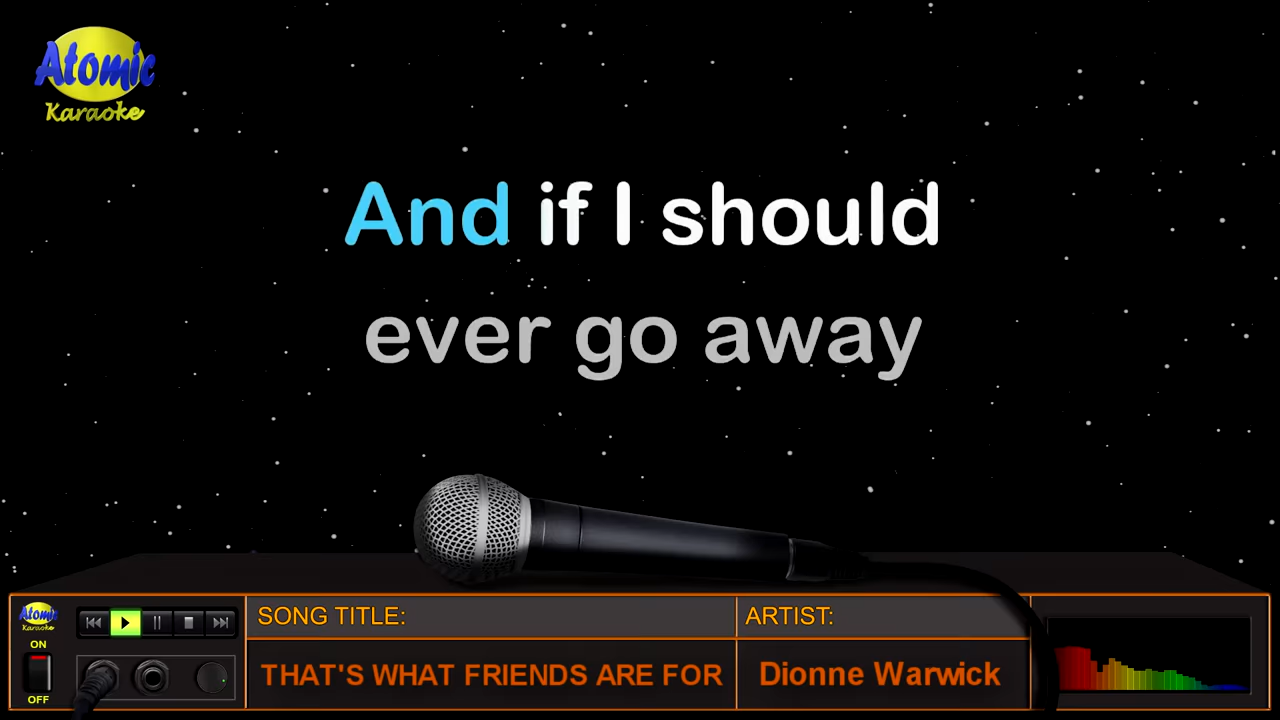 Atomic
Karaoke
And if I should
ever go away
Atomic
Karaoke
ON
OFF
SONG TITLE:
THAT'S WHAT FRIENDS ARE FOR
ARTIST:
Dionne Warwick